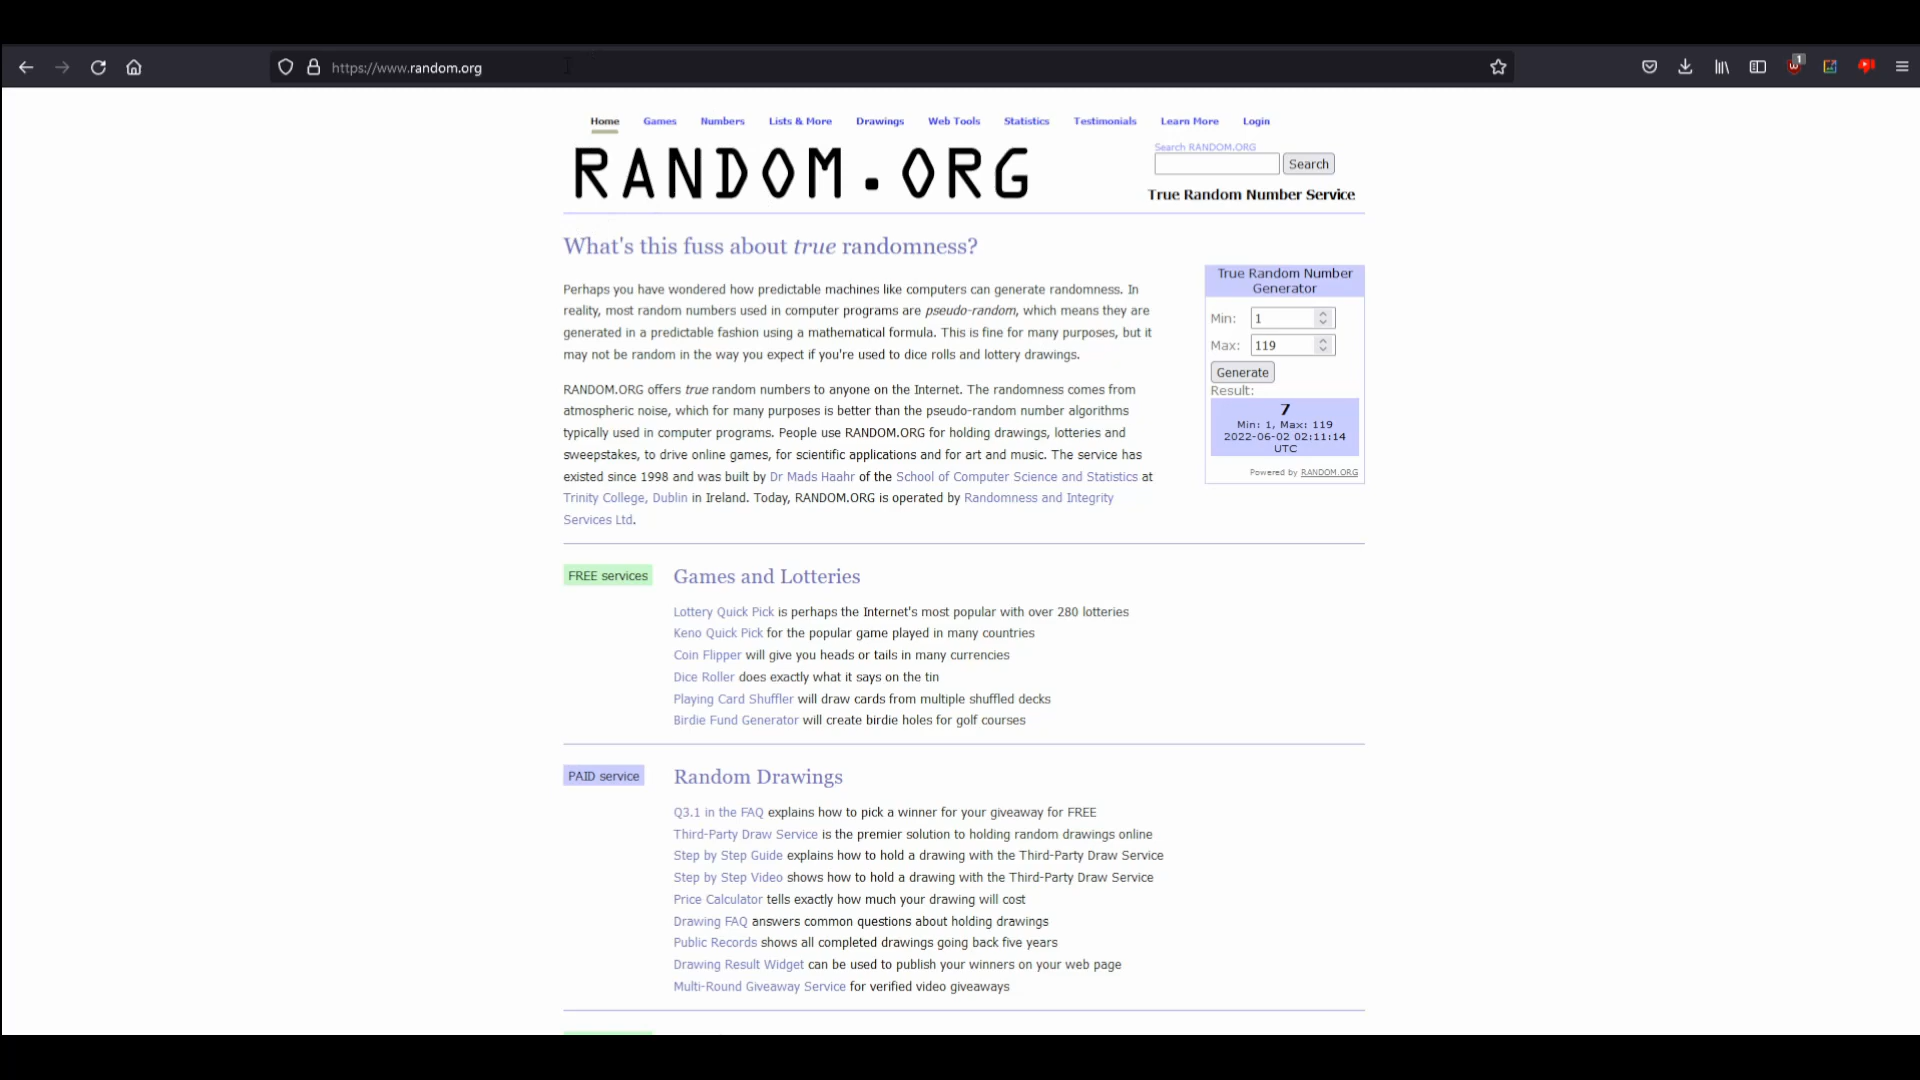 https://www.random.org
1
Home Games Numbers Lists & More Drawings Web Tools Statistics Testimonials Learn More Login
RANDOM.ORG
Search RANDOM.ORG
Search
True Random Number Service
What's this fuss about true randomness?
Perhaps you have wondered how predictable machines like computers can generate randomness. In
reality, most random numbers used in computer programs are pseudo-random, which means they are
generated in a predictable fashion using a mathematical formula. This is fine for many purposes, but it
may not be random in the way you expect if you're used to dice rolls and lottery drawings.
RANDOM.ORG offers true random numbers to anyone on the Internet. The randomness comes from
atmospheric noise, which for many purposes is better than the pseudo-random number algorithms
typically used in computer programs. People use RANDOM.ORG for holding drawings, lotteries and
sweepstakes, to drive online games, for scientific applications and for art and music. The service has
existed since 1998 and was built by Dr Mads Haahr of the School of Computer Science and Statistics at
Trinity College, Dublin in Ireland. Today, RANDOM.ORG is operated by Randomness and Integrity
Services Ltd.
True Random Number
Generator
Min: 1
Max: 119
Generate
Result:
7
Min: 1, Max: 119
2022-06-02 02:11:14
UTC
Powered by RANDOM.ORG
FREE services
Games and Lotteries
Lottery Quick Pick is perhaps the Internet's most popular with over 280 lotteries
Keno Quick Pick for the popular game played in many countries
Coin Flipper will give you heads or tails in many currencies
Dice Roller does exactly what it says on the tin
Playing Card Shuffler will draw cards from multiple shuffled decks
Birdie Fund Generator will create birdie holes for golf courses
PAID service
Random Drawings
Q3.1 in the FAQ explains how to pick a winner for your giveaway for FREE
Third-Party Draw Service is the premier solution to holding random drawings online
Step by Step Guide explains how to hold a drawing with the Third-Party Draw Service
Step by Step Video shows how to hold a drawing with the Third-Party Draw Service
Price Calculator tells exactly how much your drawing will cost
Drawing FAQ answers common questions about holding drawings
Public Records shows all completed drawings going back five years
Drawing Result Widget can be used to publish your winners on your web page
Multi-Round Giveaway Service for verified video giveaways